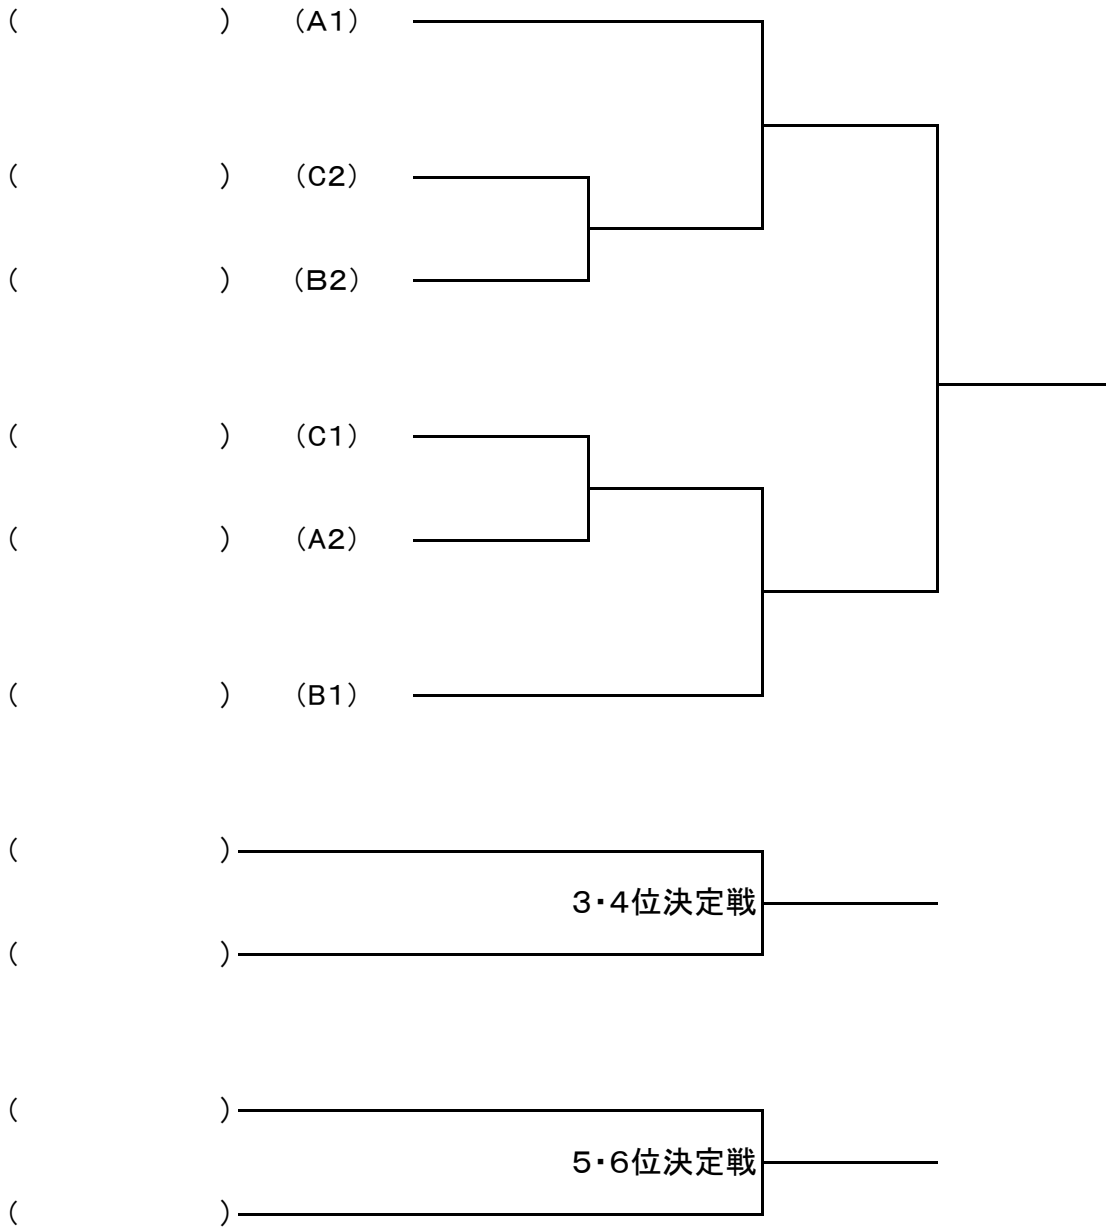 (　　　　　　) （A1）
(　　　　　　) （C2）
(　　　　　　) （B2）
(　　　　　　) （C1）
(　　　　　　) （A2）
(　　　　　　) （B1）
(　　　　　　)
3・4位決定戦
(　　　　　　)
(　　　　　　)
5・6位決定戦
(　　　　　　)